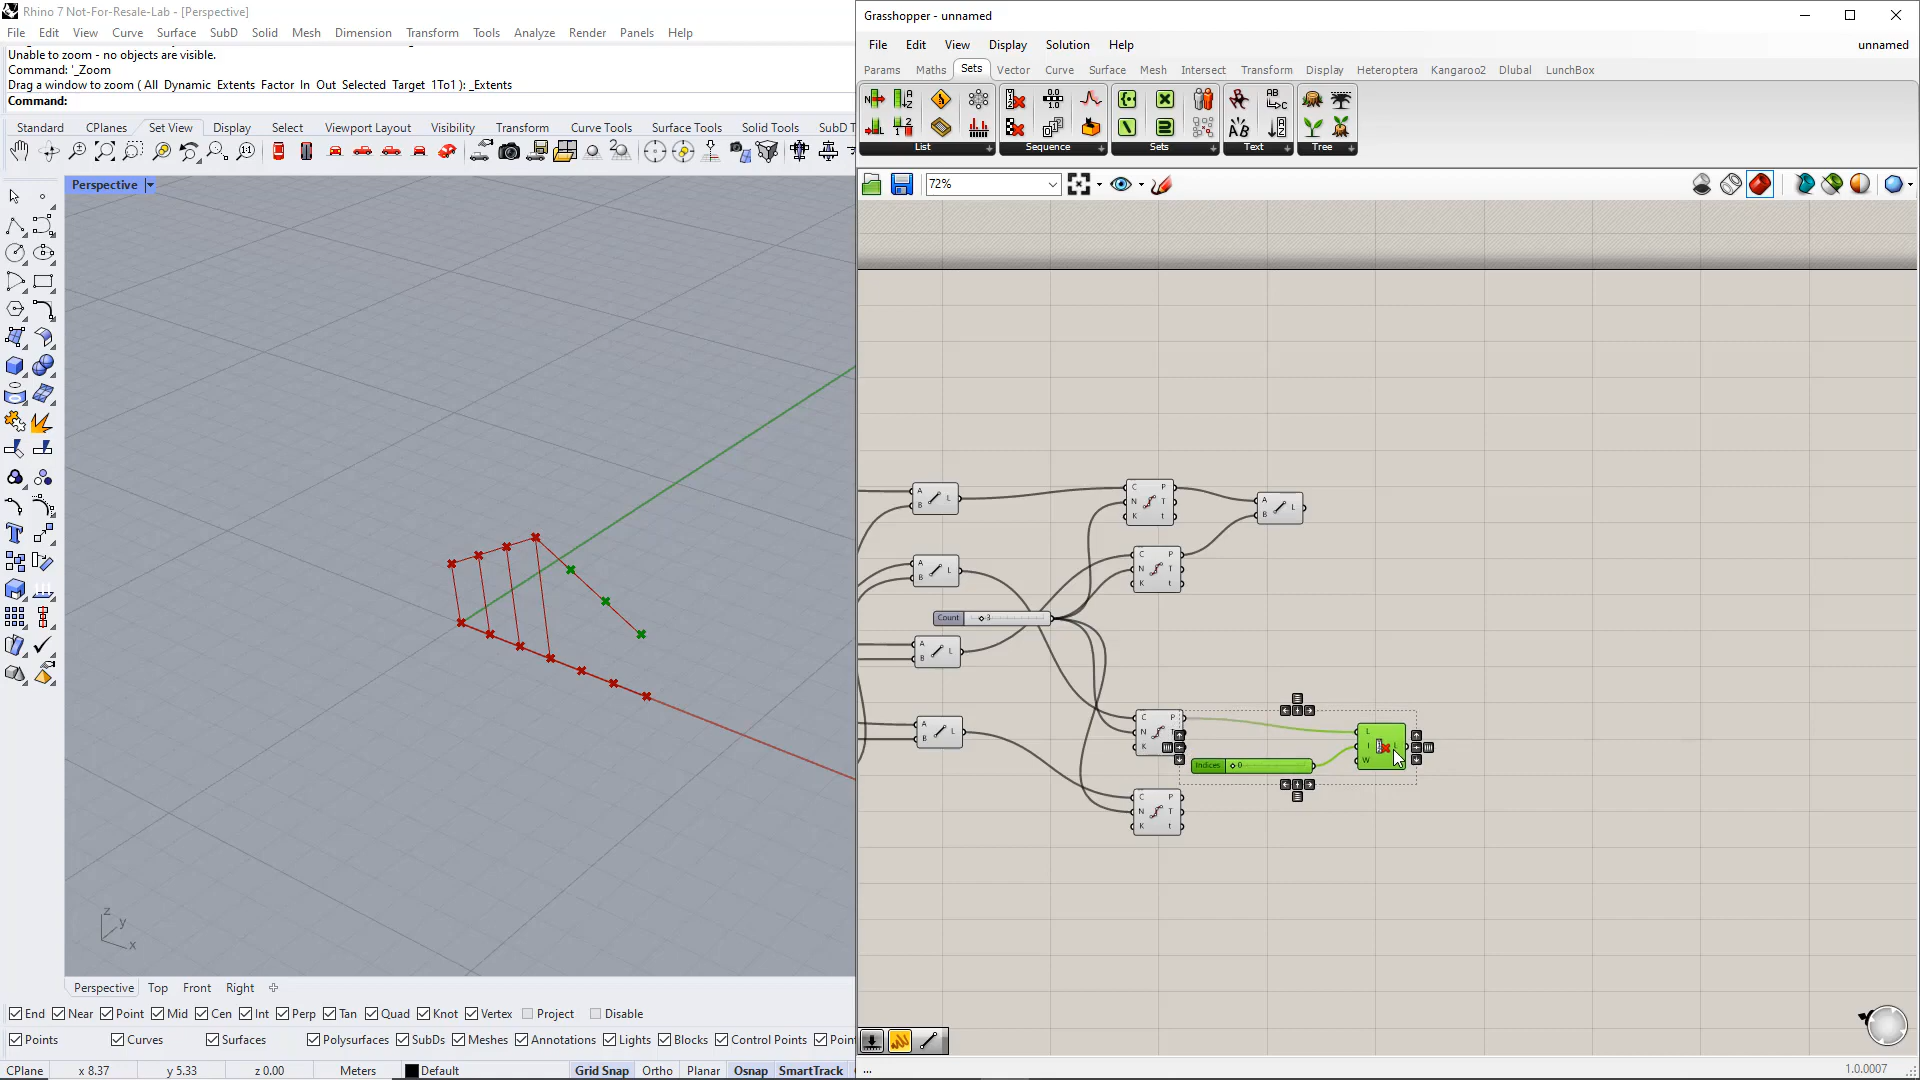 Rhino 7 Not-For-Resale-Lab - [Perspective]
File Edit View Curve Surface SubD Solid Mesh Dimension Transform Tools Analyze Render Panels Help
Unable to zoom - no objects are visible.
Command: '_Zoom
Drag a window to zoom ( All Dynamic Extents Factor In Out Selected Target 1To1 ): _Extents
Command:
Standard CPlanes Set View Display Select Viewport Layout Visibility Transform Curve Tools Surface Tools Solid Tools SubD T
Perspective
z
y
x
Perspective Top Front Right
End Near Point Mid Cen Int Perp Tan Quad Knot Vertex Project Disable
Points Curves Surfaces Polysurfaces SubDs Meshes Annotations Lights Blocks Control Points Poin
CPlane x 8.37 y 5.33 z 0.00 Meters Default Grid Snap Ortho Planar Osnap SmartTrack
Grasshopper - unnamed
File Edit View Display Solution Help unnamed
Params Maths Sets Vector Curve Surface Mesh Intersect Transform Display Heteroptera Kangaroo2 Dlubal LunchBox
List Sequence Sets Text Tree
72%
A B L
C N K P T t
A B L
A B L
C N K P T t
Count 3
A B L
A B L
C N K P T
Indices 0
L I W L
C N K P T t
... 1.0.0007